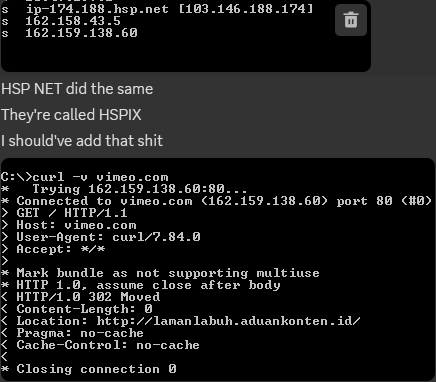 s  ip-174.188.hsp.net [103.146.188.174]
s  162.158.43.5
s  162.159.138.60
HSP NET did the same
They're called HSPIX
I should've add that shit
C:\>curl -v vimeo.com
*   Trying 162.159.138.60:80...
* Connected to vimeo.com (162.159.138.60) port 80 (#0)
> GET / HTTP/1.1
> Host: vimeo.com
> User-Agent: curl/7.84.0
> Accept: */*
>
* Mark bundle as not supporting multiuse
* HTTP 1.0, assume close after body
< HTTP/1.0 302 Moved
< Content-Length: 0
< Location: http://lamanlabuh.aduankonten.id/
< Pragma: no-cache
< Cache-Control: no-cache
<
* Closing connection 0